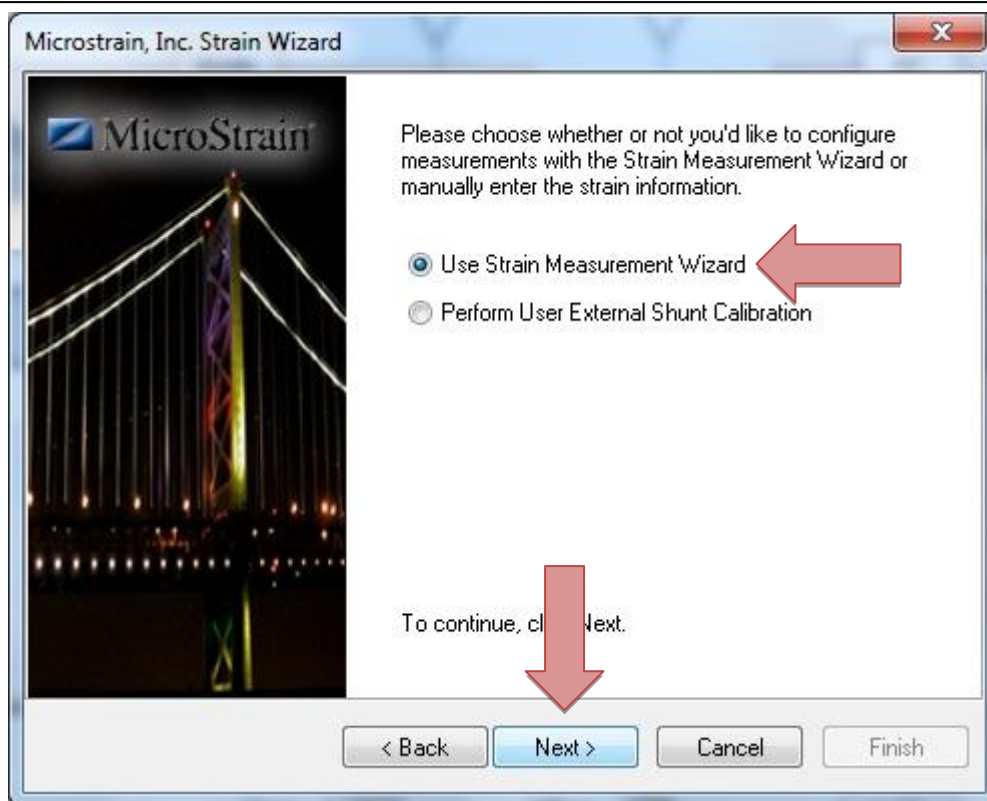 Microstrain, Inc. Strain Wizard
MicroStrain
Please choose whether or not you'd like to configure
measurements with the Strain Measurement Wizard or
manually enter the strain information.
Use Strain Measurement Wizard
Perform User External Shunt Calibration
To continue, cl Next.
< Back
Next >
Cancel
Finish